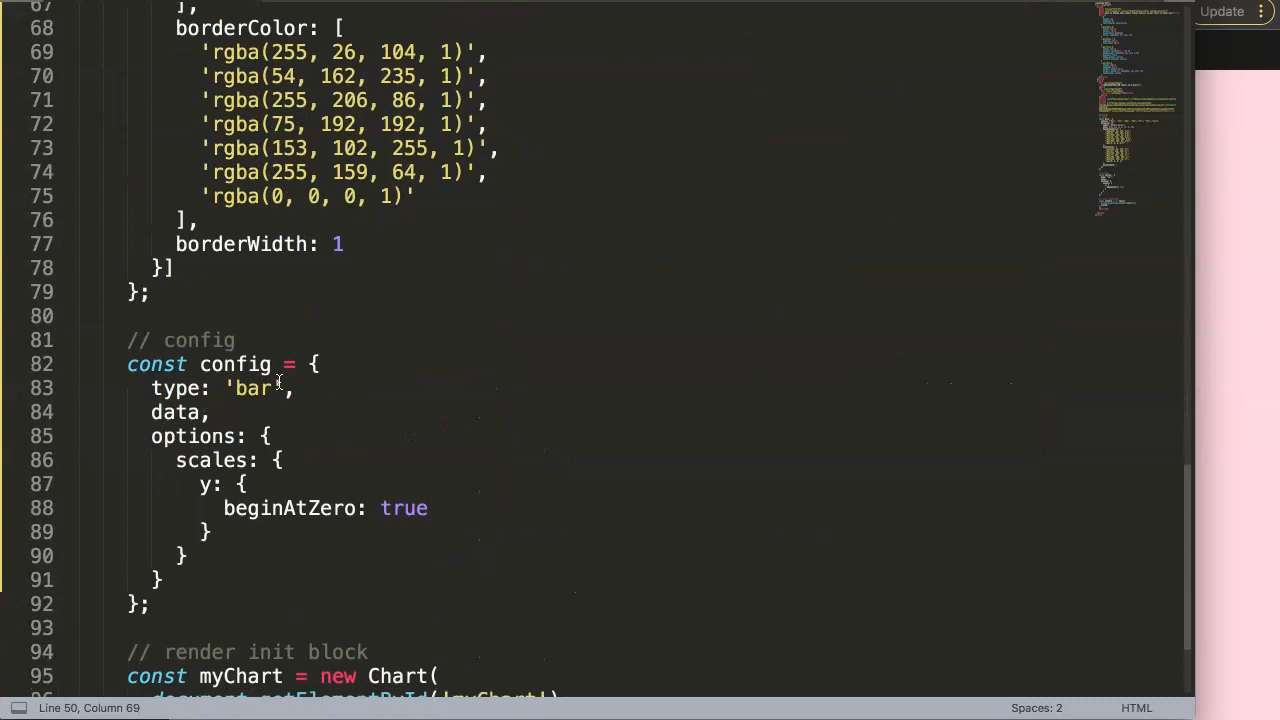 Update
67 ],
68 borderColor: [
69 'rgba(255, 26, 104, 1)',
70 'rgba(54, 162, 235, 1)',
71 'rgba(255, 206, 86, 1)',
72 'rgba(75, 192, 192, 1)',
73 'rgba(153, 102, 255, 1)',
74 'rgba(255, 159, 64, 1)',
75 'rgba(0, 0, 0, 1)'
76 ],
77 borderWidth: 1
78 }]
79 };
80
81 // config
82 const config = {
83 type: 'bar',
84 data,
85 options: {
86 scales: {
87 y: {
88 beginAtZero: true
89 }
90 }
91 }
92 };
93
94 // render init block
95 const myChart = new Chart(
96 document.getElementById('myChart')
Line 50, Column 69 Spaces: 2 HTML